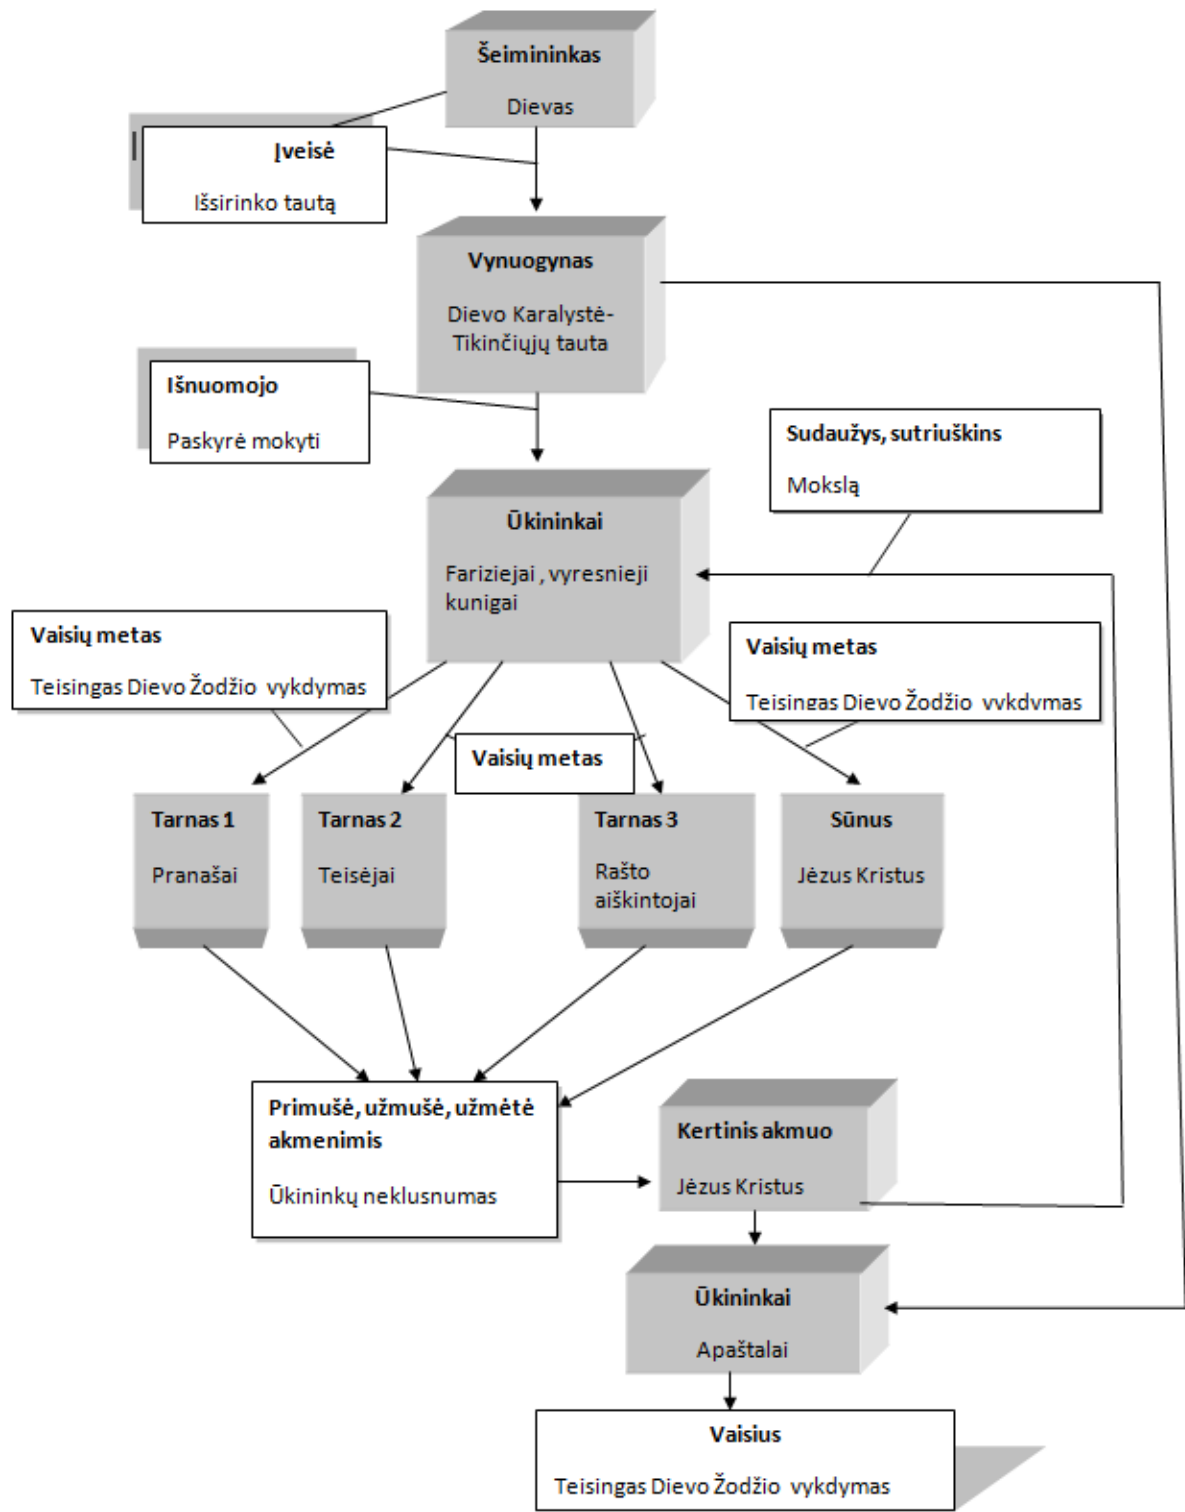 Šeimininkas
Dievas
Įveisė
Išsirinko tautą
Vynuogynas
Dievo Karalystė-
Tikinčiųjų tauta
Išnuomojo
Paskyrė mokyti
Sudaužys, sutriuškins
Mokslą
Ūkininkai
Fariziejai , vyresnieji
kunigai
Vaisių metas
Teisingas Dievo Žodžio vykdymas
Vaisių metas
Teisingas Dievo Žodžio vykdymas
Vaisių metas
Tarnas 1
Pranašai
Tarnas 2
Teisėjai
Tarnas 3
Rašto
aiškintojai
Sūnus
Jėzus Kristus
Primušė, užmušė, užmėtė
akmenimis
Ūkininkų neklusnumas
Kertinis akmuo
Jėzus Kristus
Ūkininkai
Apaštalai
Vaisius
Teisingas Dievo Žodžio vykdymas